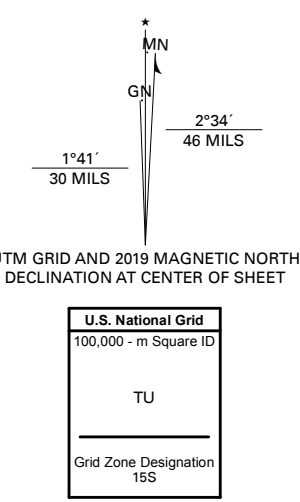 ★
MN
GN
2°34´
46 MILS
1°41´
30 MILS
UTM GRID AND 2019 MAGNETIC NORTH
DECLINATION AT CENTER OF SHEET
U.S. National Grid
100,000 - m Square ID
TU
Grid Zone Designation
15S